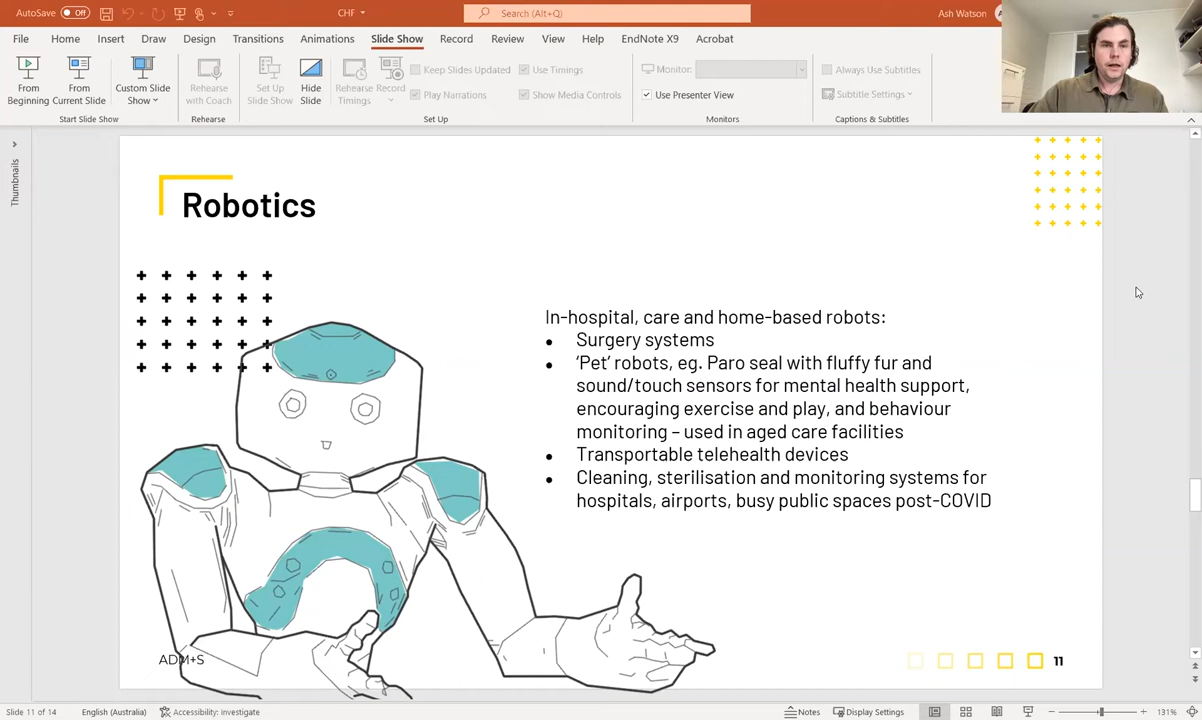 AutoSave Off CHF Search (Alt+Q) Ash Watson
File Home Insert Draw Design Transitions Animations Slide Show Record Review View Help EndNote X9 Acrobat
From Beginning
From Current Slide
Custom Slide Show
Rehearse with Coach
Set Up Slide Show
Hide Slide
Rehearse Timings
Record
Keep Slides Updated
Play Narrations
Use Timings
Show Media Controls
Monitor:
Use Presenter View
Always Use Subtitles
Subtitle Settings
Start Slide Show Rehearse Set Up Monitors Captions & Subtitles
Thumbnails
Robotics
In-hospital, care and home-based robots:
● Surgery systems
● ‘Pet’ robots, eg. Paro seal with fluffy fur and
sound/touch sensors for mental health support,
encouraging exercise and play, and behaviour
monitoring – used in aged care facilities
● Transportable telehealth devices
● Cleaning, sterilisation and monitoring systems for
hospitals, airports, busy public spaces post-COVID
ADM+S
11
Slide 11 of 14 English (Australia) Accessibility: Investigate Notes Display Settings 131%